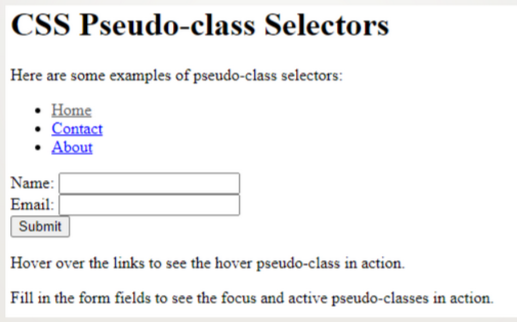 CSS Pseudo-class Selectors
Here are some examples of pseudo-class selectors:
Home
Contact
About
Name:
Email:
Submit
Hover over the links to see the hover pseudo-class in action.
Fill in the form fields to see the focus and active pseudo-classes in action.